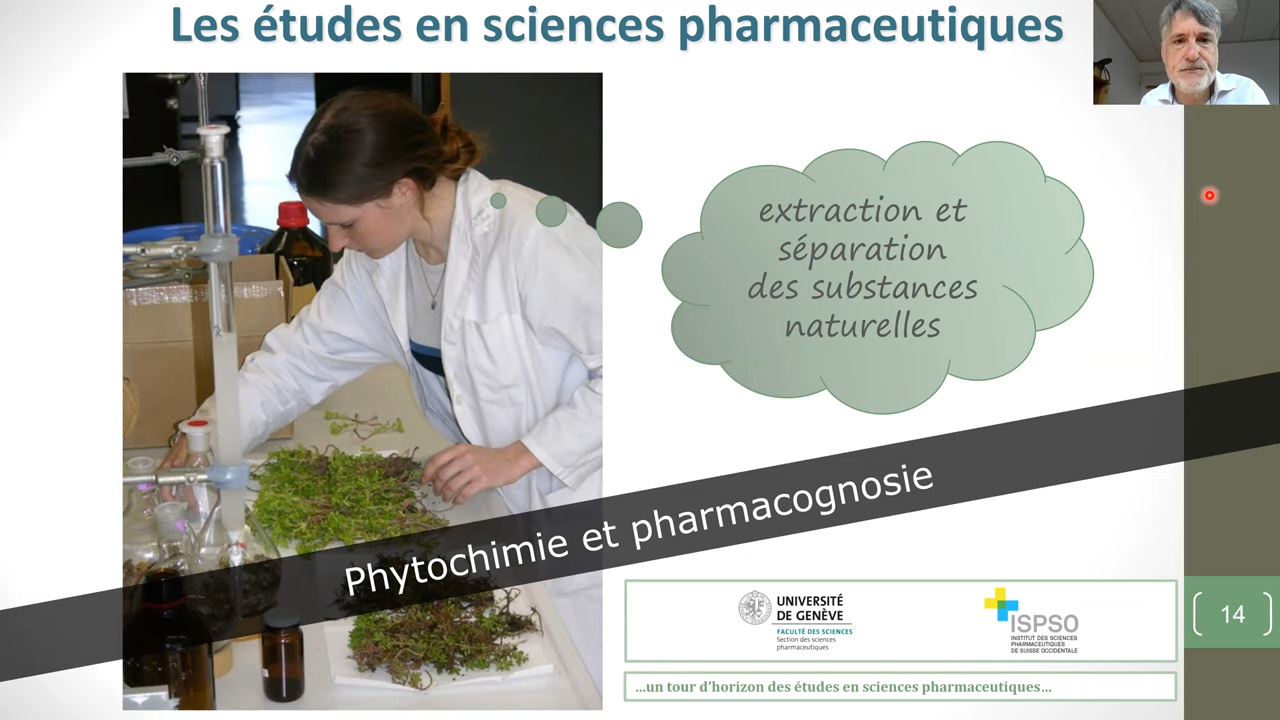 Les études en sciences pharmaceutiques
extraction et
séparation
des substances
naturelles
Phytochimie et pharmacognosie
UNIVERSITÉ
DE GENÈVE
FACULTÉ DES SCIENCES
Section des sciences
pharmaceutiques
ISPSO
INSTITUT DES SCIENCES
PHARMACEUTIQUES
DE SUISSE OCCIDENTALE
14
...un tour d'horizon des études en sciences pharmaceutiques...